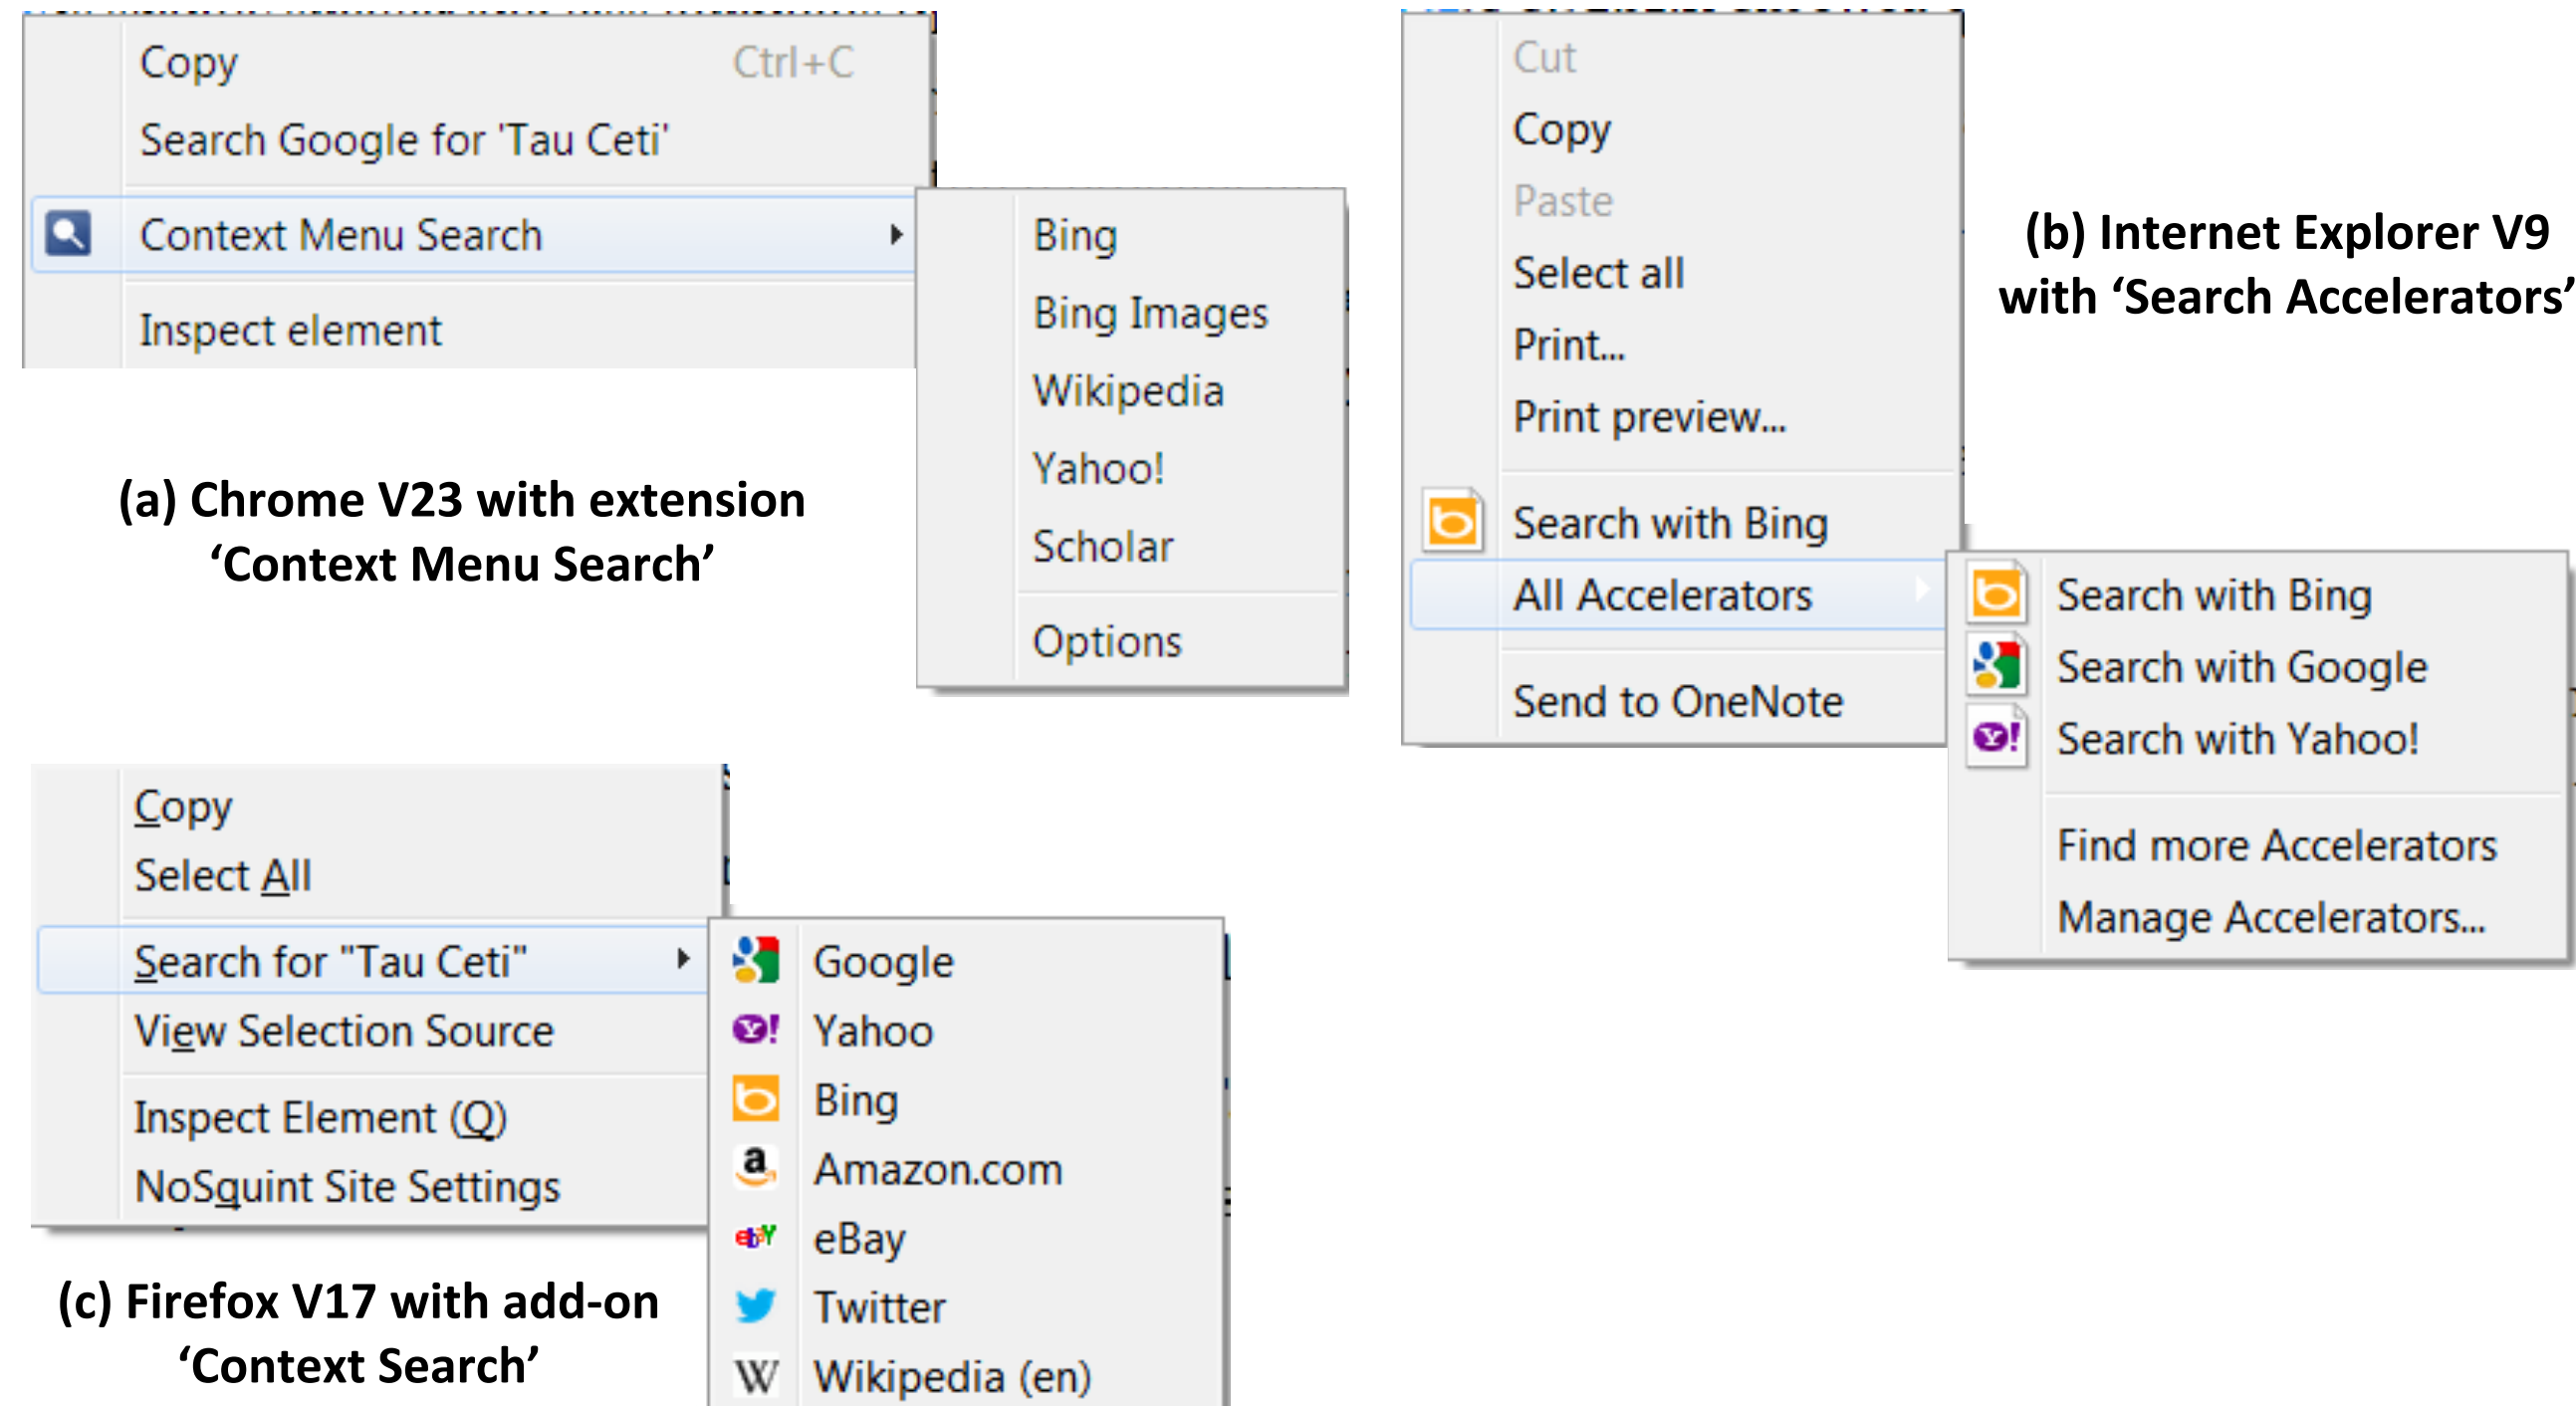 Copy Ctrl+C
Search Google for 'Tau Ceti'
Context Menu Search
Inspect element
Bing
Bing Images
Wikipedia
Yahoo!
Scholar
Options
(a) Chrome V23 with extension
‘Context Menu Search’
Cut
Copy
Paste
Select all
Print...
Print preview...
Search with Bing
All Accelerators
Send to OneNote
Search with Bing
Search with Google
Search with Yahoo!
Find more Accelerators
Manage Accelerators...
(b) Internet Explorer V9
with ‘Search Accelerators’
Copy
Select All
Search for "Tau Ceti"
View Selection Source
Inspect Element (Q)
NoSquint Site Settings
Google
Yahoo
Bing
Amazon.com
eBay
Twitter
Wikipedia (en)
(c) Firefox V17 with add-on
‘Context Search’